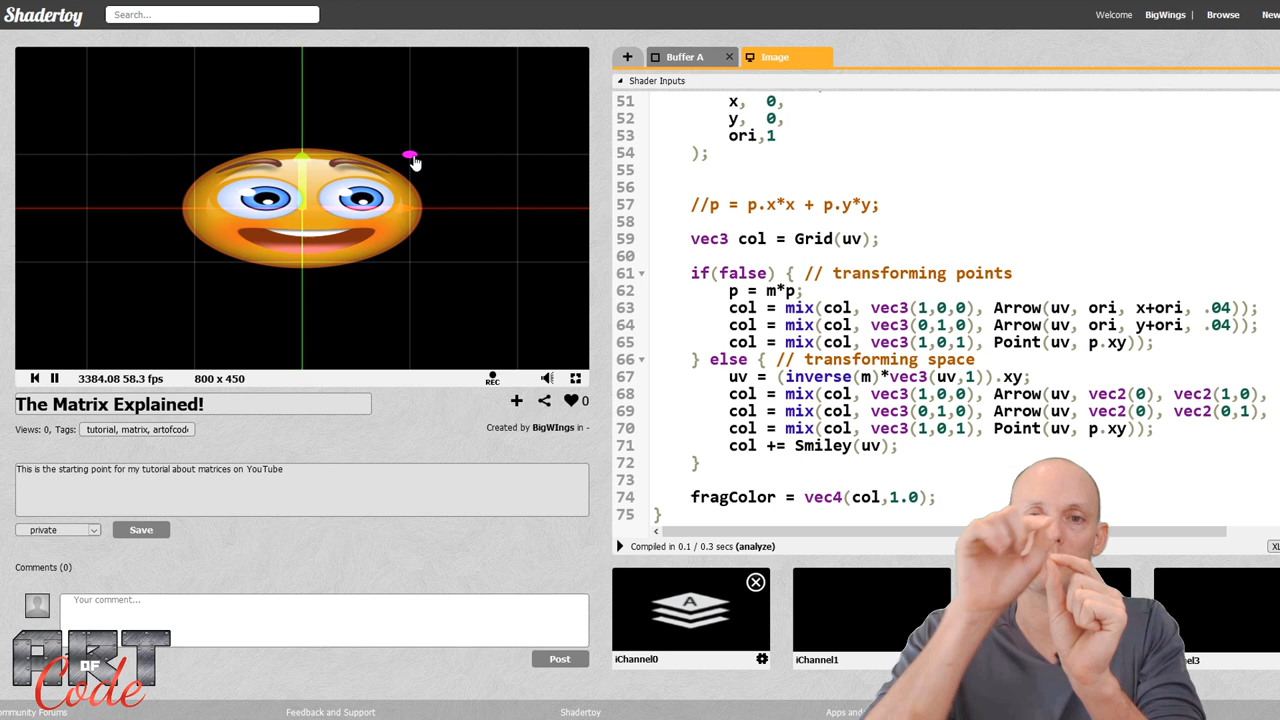 Shadertoy
Search...
Welcome BigWings | Browse New
+ Buffer A × Image
Shader Inputs
51 x, 0,
52 y, 0,
53 ori,1
54 );
55
56
57 //p = p.x*x + p.y*y;
58
59 vec3 col = Grid(uv);
60
61 if(false) { // transforming points
62 p = m*p;
63 col = mix(col, vec3(1,0,0), Arrow(uv, ori, x+ori, .04));
64 col = mix(col, vec3(0,1,0), Arrow(uv, ori, y+ori, .04));
65 col = mix(col, vec3(1,0,1), Point(uv, p.xy));
66 } else { // transforming space
67 uv = (inverse(m)*vec3(uv,1)).xy;
68 col = mix(col, vec3(1,0,0), Arrow(uv, vec2(0), vec2(1,0),
69 col = mix(col, vec3(0,1,0), Arrow(uv, vec2(0), vec2(0,1),
70 col = mix(col, vec3(1,0,1), Point(uv, p.xy));
71 col += Smiley(uv);
72 }
73
74 fragColor = vec4(col,1.0);
75 }
3384.08 58.3 fps 800 x 450 REC
The Matrix Explained!
0
Views: 0, Tags: tutorial, matrix, artofcode
Created by BigWIngs in -
This is the starting point for my tutorial about matrices on YouTube
private Save
Compiled in 0.1 / 0.3 secs (analyze)
Comments (0)
Your comment...
Post
A
iChannel0 iChannel1
ART
OF
Code
Community Forums Feedback and Support Shadertoy Apps and